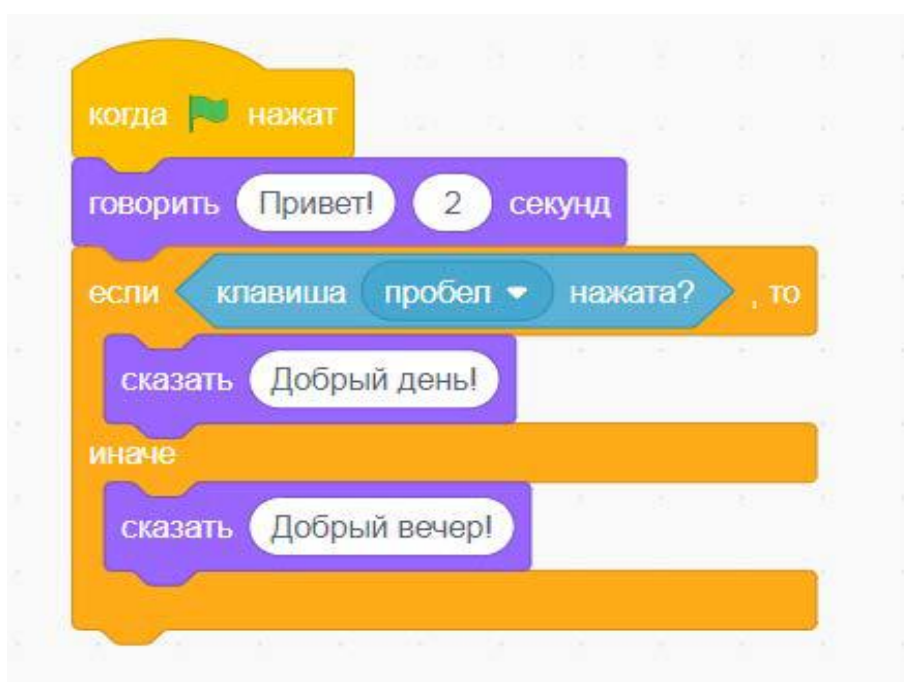 когда нажат
говорить Привет! 2 секунд
если клавиша пробел нажата? , то
сказать Добрый день!
иначе
сказать Добрый вечер!